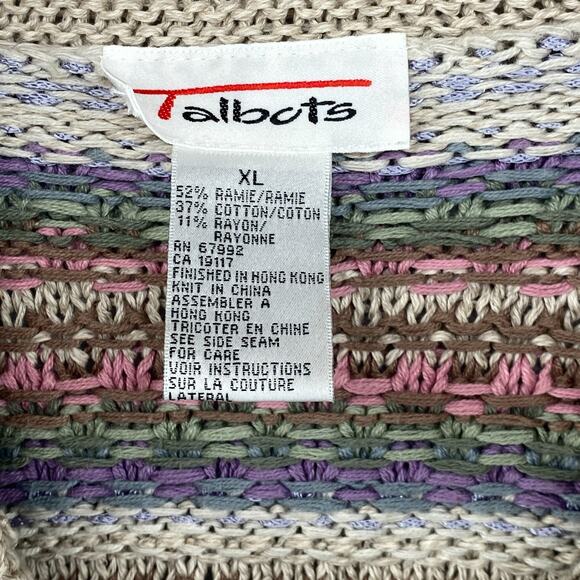 Talbots
XL
52% RAMIE/RAMIE
37% COTTON/COTON
11% RAYON/
RAYONNE
RN 67992
CA 19117
FINISHED IN HONG KONG
KNIT IN CHINA
ASSEMBLER A
HONG KONG
TRICOTER EN CHINE
SEE SIDE SEAM
FOR CARE
VOIR INSTRUCTIONS
SUR LA COUTURE
LATERAL